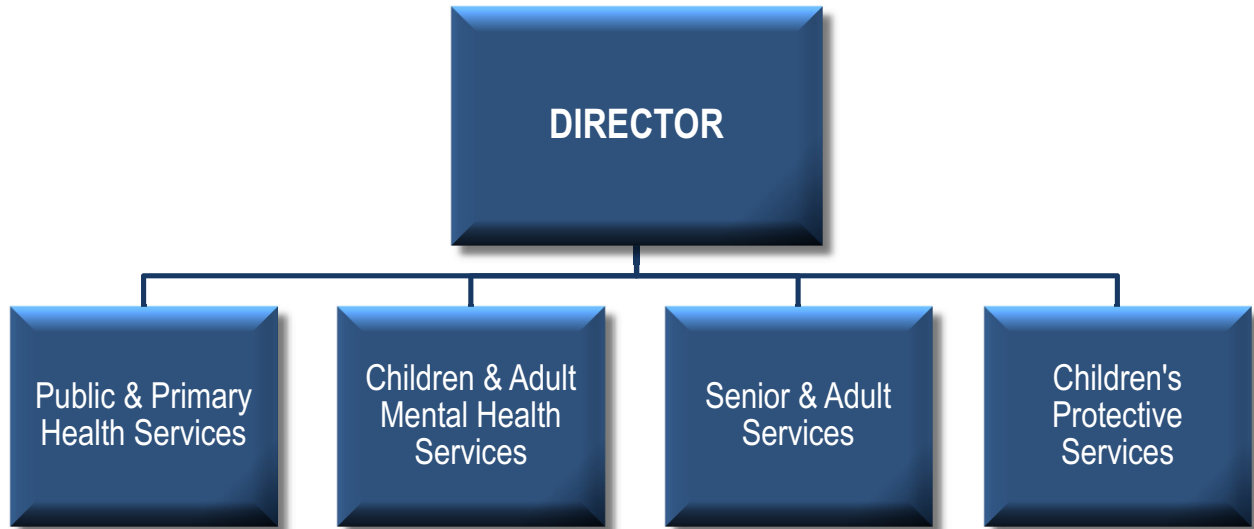 DIRECTOR
Public & Primary
Health Services
Children & Adult
Mental Health
Services
Senior & Adult
Services
Children's
Protective
Services